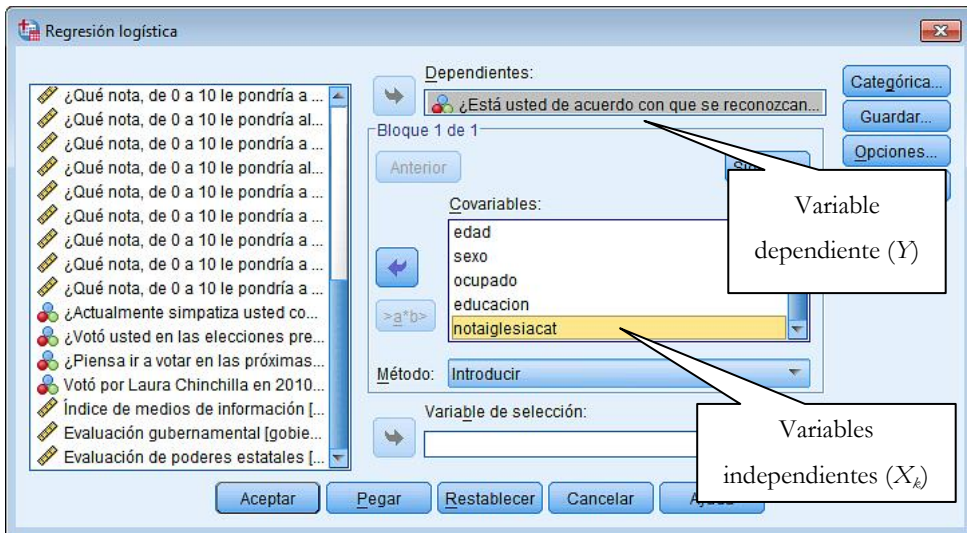 Regresión logística
¿Qué nota, de 0 a 10 le pondría a ...
¿Qué nota, de 0 a 10 le pondría al...
¿Qué nota, de 0 a 10 le pondría a ...
¿Qué nota, de 0 a 10 le pondría al...
¿Qué nota, de 0 a 10 le pondría a ...
¿Qué nota, de 0 a 10 le pondría a ...
¿Qué nota, de 0 a 10 le pondría a ...
¿Qué nota, de 0 a 10 le pondría a ...
¿Qué nota, de 0 a 10 le pondría a ...
¿Actualmente simpatiza usted co...
¿Votó usted en las elecciones pre...
¿Piensa ir a votar en las próximas...
Votó por Laura Chinchilla en 2010...
Índice de medios de información [...
Evaluación gubernamental [gobie...
Evaluación de poderes estatales [...
Dependientes:
¿Está usted de acuerdo con que se reconozcan...
Bloque 1 de 1
Anterior
Covariables:
edad
sexo
ocupado
educacion
notaiglesiacat
>a*b>
Método:
Introducir
Variable de selección:
Categórica...
Guardar...
Opciones...
Variable
dependiente (Y)
Variables
independientes (Xk)
Aceptar
Pegar
Restablecer
Cancelar